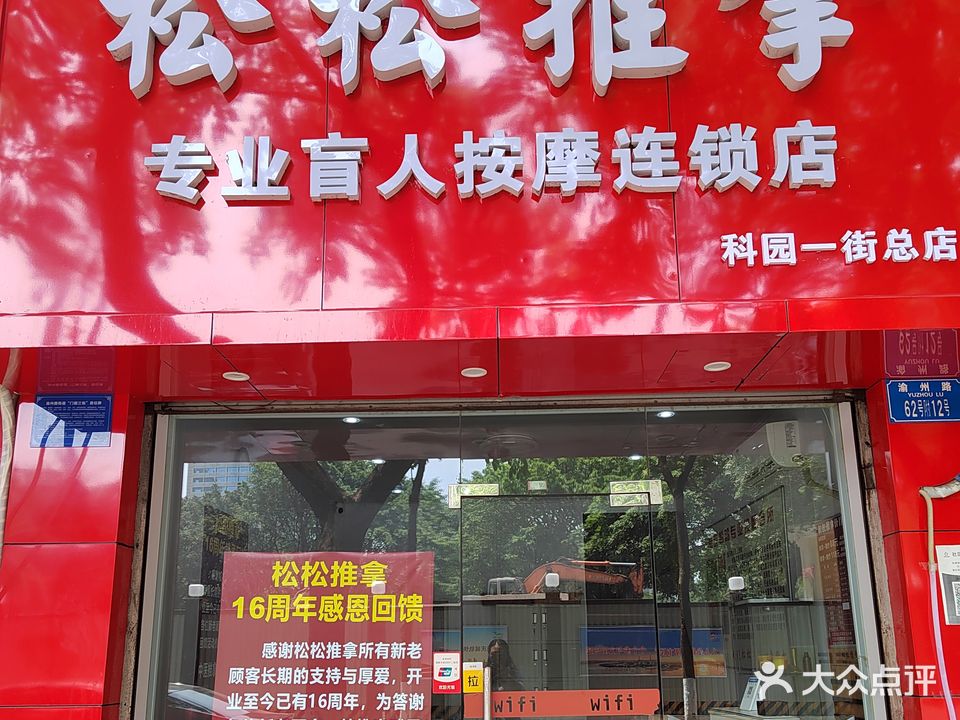 松松推拿
专业盲人按摩连锁店
科园一街总店
渝州路
YUZHOU LU
62号附12号
松松推拿
16周年感恩回馈
感谢松松推拿所有新老
顾客长期的支持与厚爱，开
业至今已有16周年，为答谢
拉
wifi wifi
大众点评